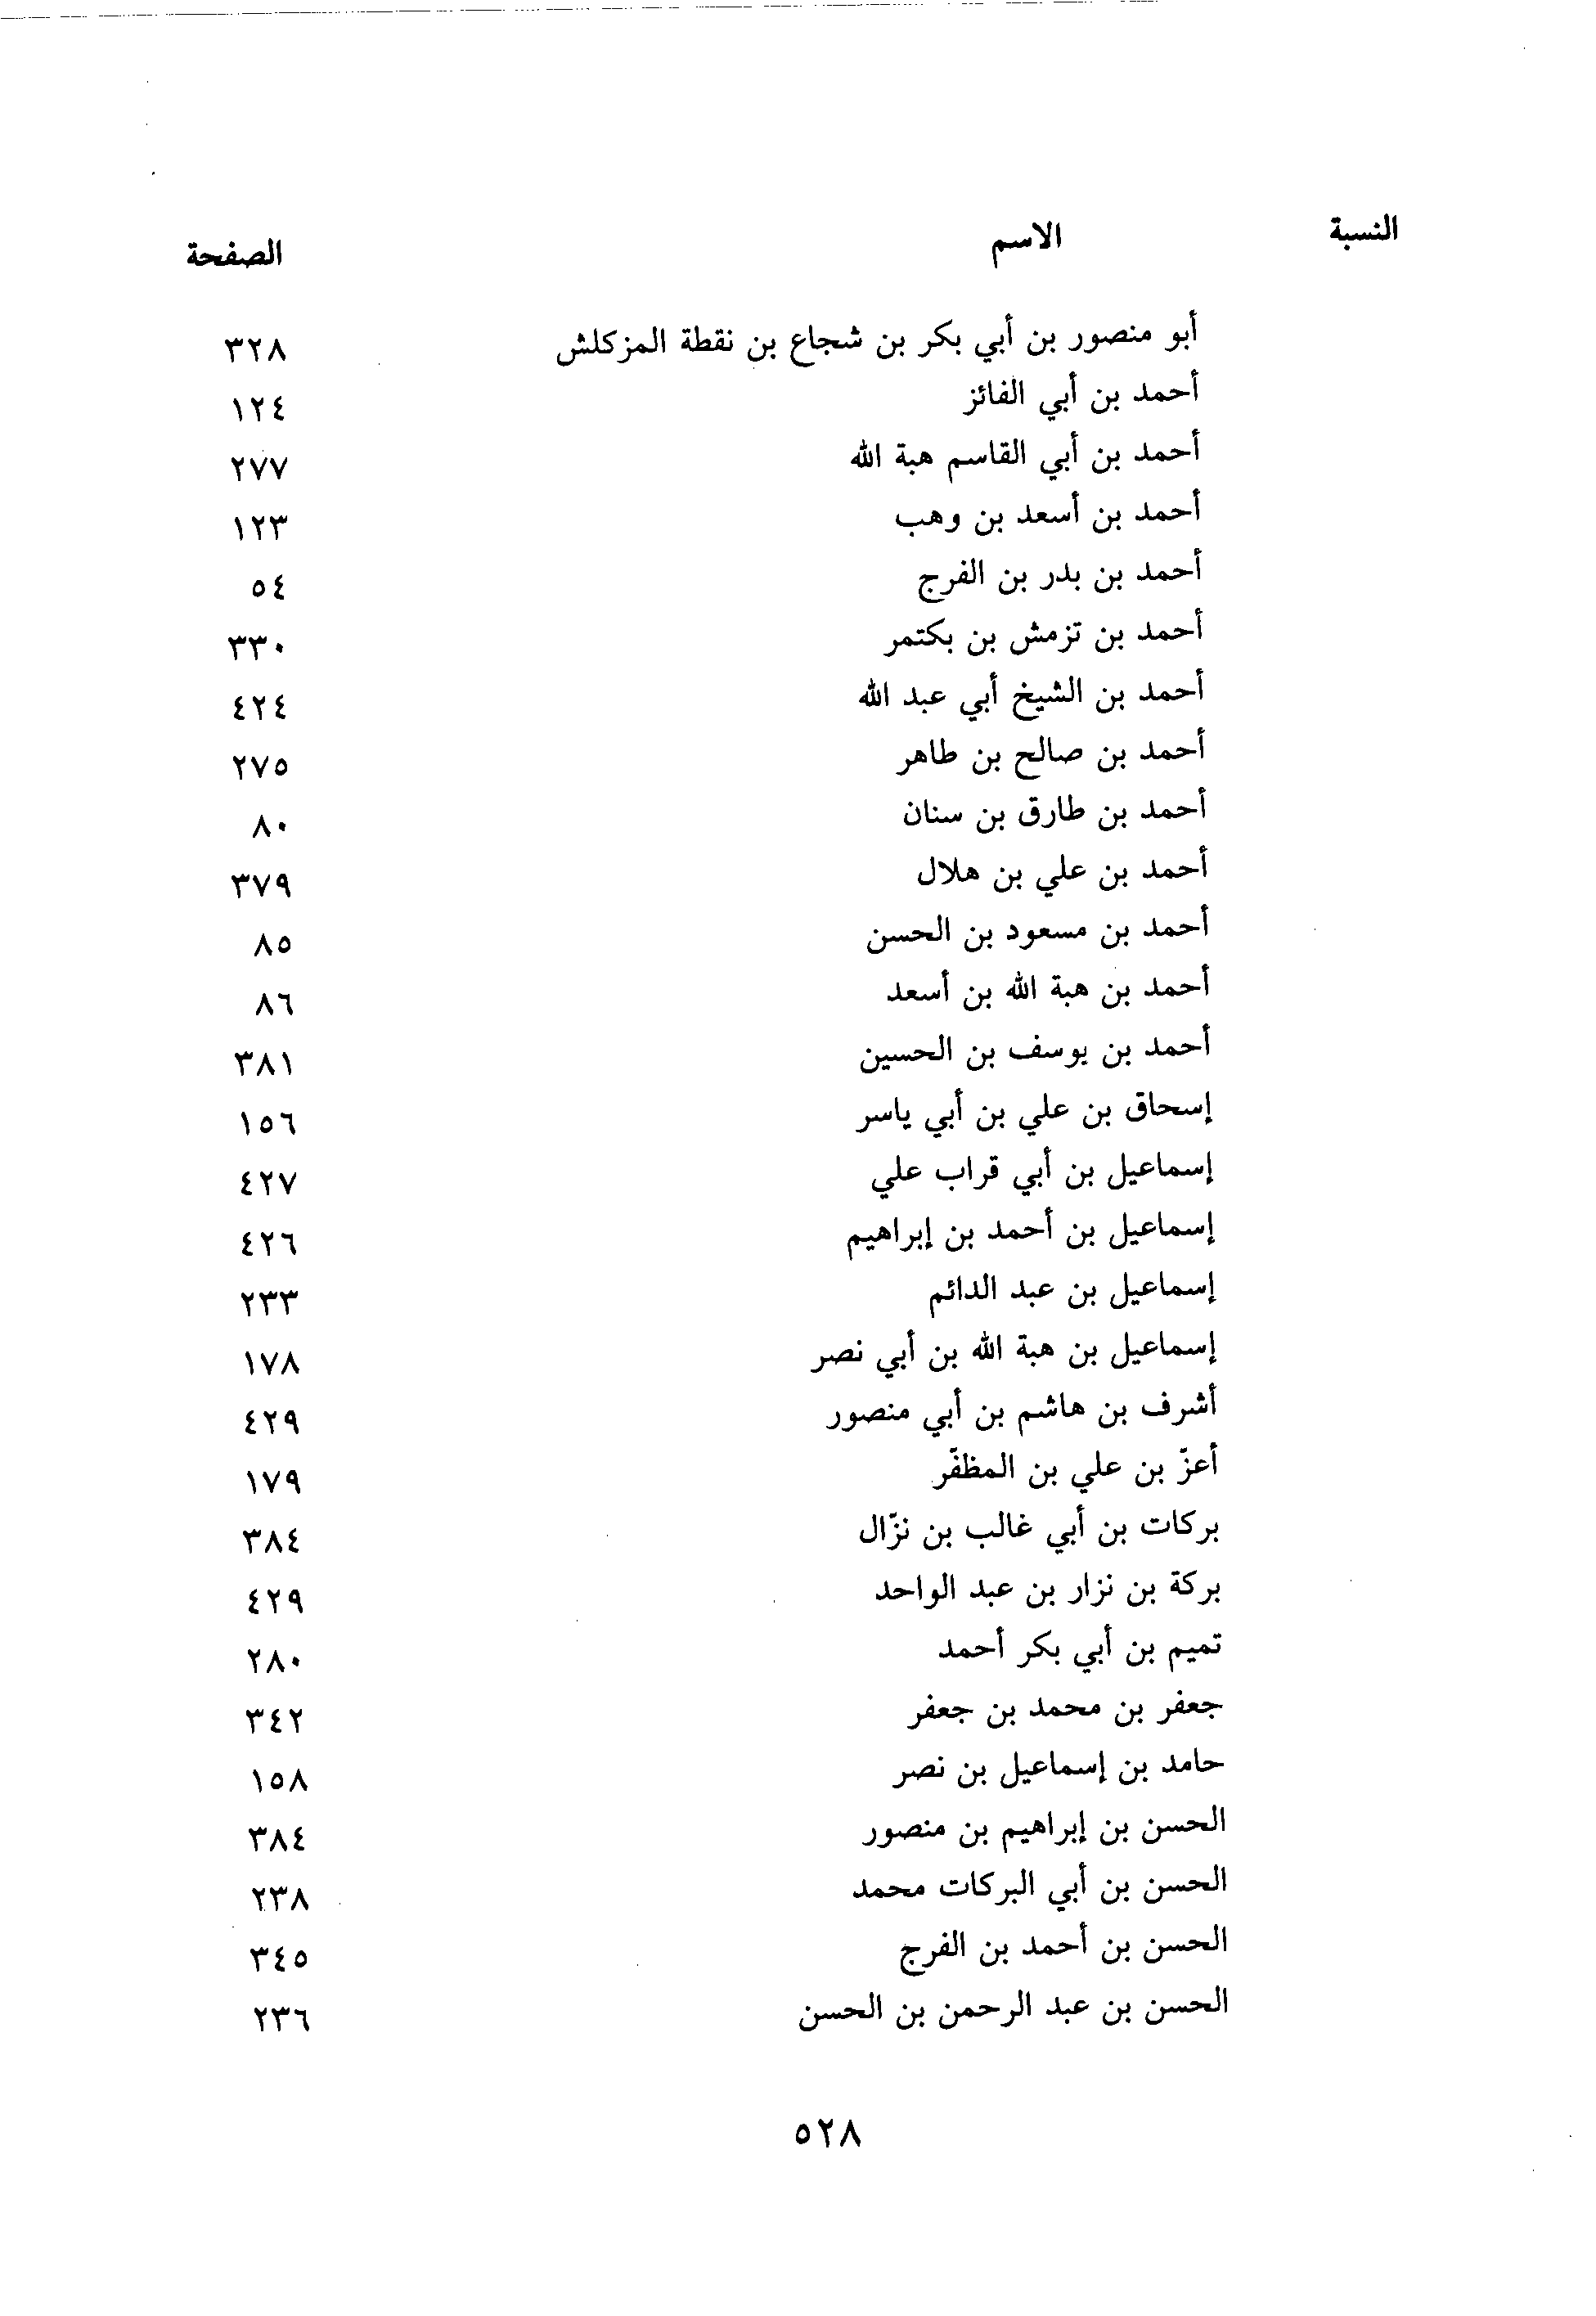 النسبة الاسم الصفحة
أبو منصور بن أبي بكر بن شجاع بن نقطة المزكلش ٣٢٨
أحمد بن أبي الفائز ١٢٤
أحمد بن أبي القاسم هبة الله ٢٧٧
أحمد بن أسعد بن وهب ١٢٣
أحمد بن بدر بن الفرج ٥٤
أحمد بن تزمش بن بكتمر ٣٣٠
أحمد بن الشيخ أبي عبد الله ٤٢٤
أحمد بن صالح بن طاهر ٢٧٥
أحمد بن طارق بن سنان ٨٠
أحمد بن علي بن هلال ٣٧٩
أحمد بن مسعود بن الحسن ٨٥
أحمد بن هبة الله بن أسعد ٨٦
أحمد بن يوسف بن الحسين ٣٨١
إسحاق بن علي بن أبي ياسر ١٥٦
إسماعيل بن أبي قراب علي ٤٢٧
إسماعيل بن أحمد بن إبراهيم ٤٢٦
إسماعيل بن عبد الدائم ٢٣٣
إسماعيل بن هبة الله بن أبي نصر ١٧٨
أشرف بن هاشم بن أبي منصور ٤٢٩
أعزّ بن علي بن المظفّر ١٧٩
بركات بن أبي غالب بن نزّال ٣٨٤
بركة بن نزار بن عبد الواحد ٤٢٩
تميم بن أبي بكر أحمد ٢٨٠
جعفر بن محمد بن جعفر ٣٤٢
حامد بن إسماعيل بن نصر ١٥٨
الحسن بن إبراهيم بن منصور ٣٨٤
الحسن بن أبي البركات محمد ٢٣٨
الحسن بن أحمد بن الفرج ٣٤٥
الحسن بن عبد الرحمن بن الحسن ٢٣٦
٥٢٨